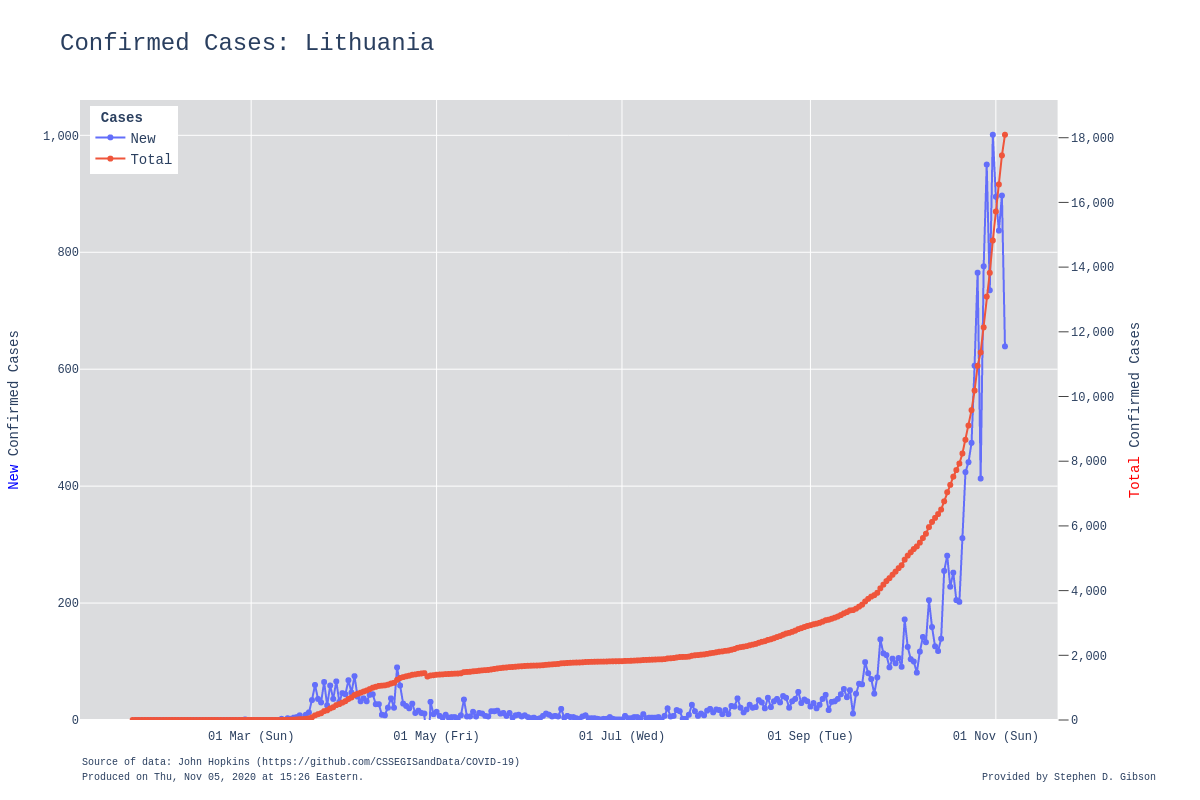 Confirmed Cases: Lithuania
Cases
New
Total
1,000
800
600
400
200
0
18,000
16,000
14,000
12,000
10,000
8,000
6,000
4,000
2,000
0
New Confirmed Cases
Total Confirmed Cases
01 Mar (Sun) 01 May (Fri) 01 Jul (Wed) 01 Sep (Tue) 01 Nov (Sun)
Source of data: John Hopkins (https://github.com/CSSEGISandData/COVID-19)
Produced on Thu, Nov 05, 2020 at 15:26 Eastern.
Provided by Stephen D. Gibson